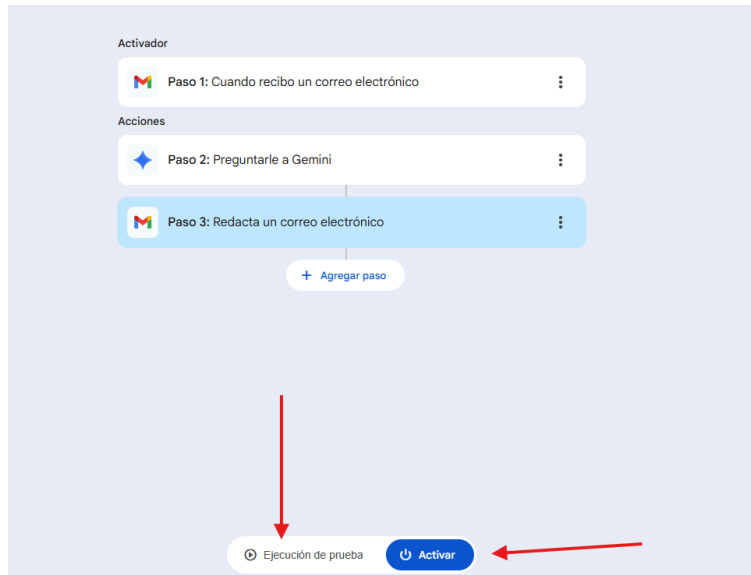 Activador
Paso 1: Cuando recibo un correo electrónico
Acciones
Paso 2: Preguntarle a Gemini
Paso 3: Redacta un correo electrónico
+ Agregar paso
Ejecución de prueba
Activar